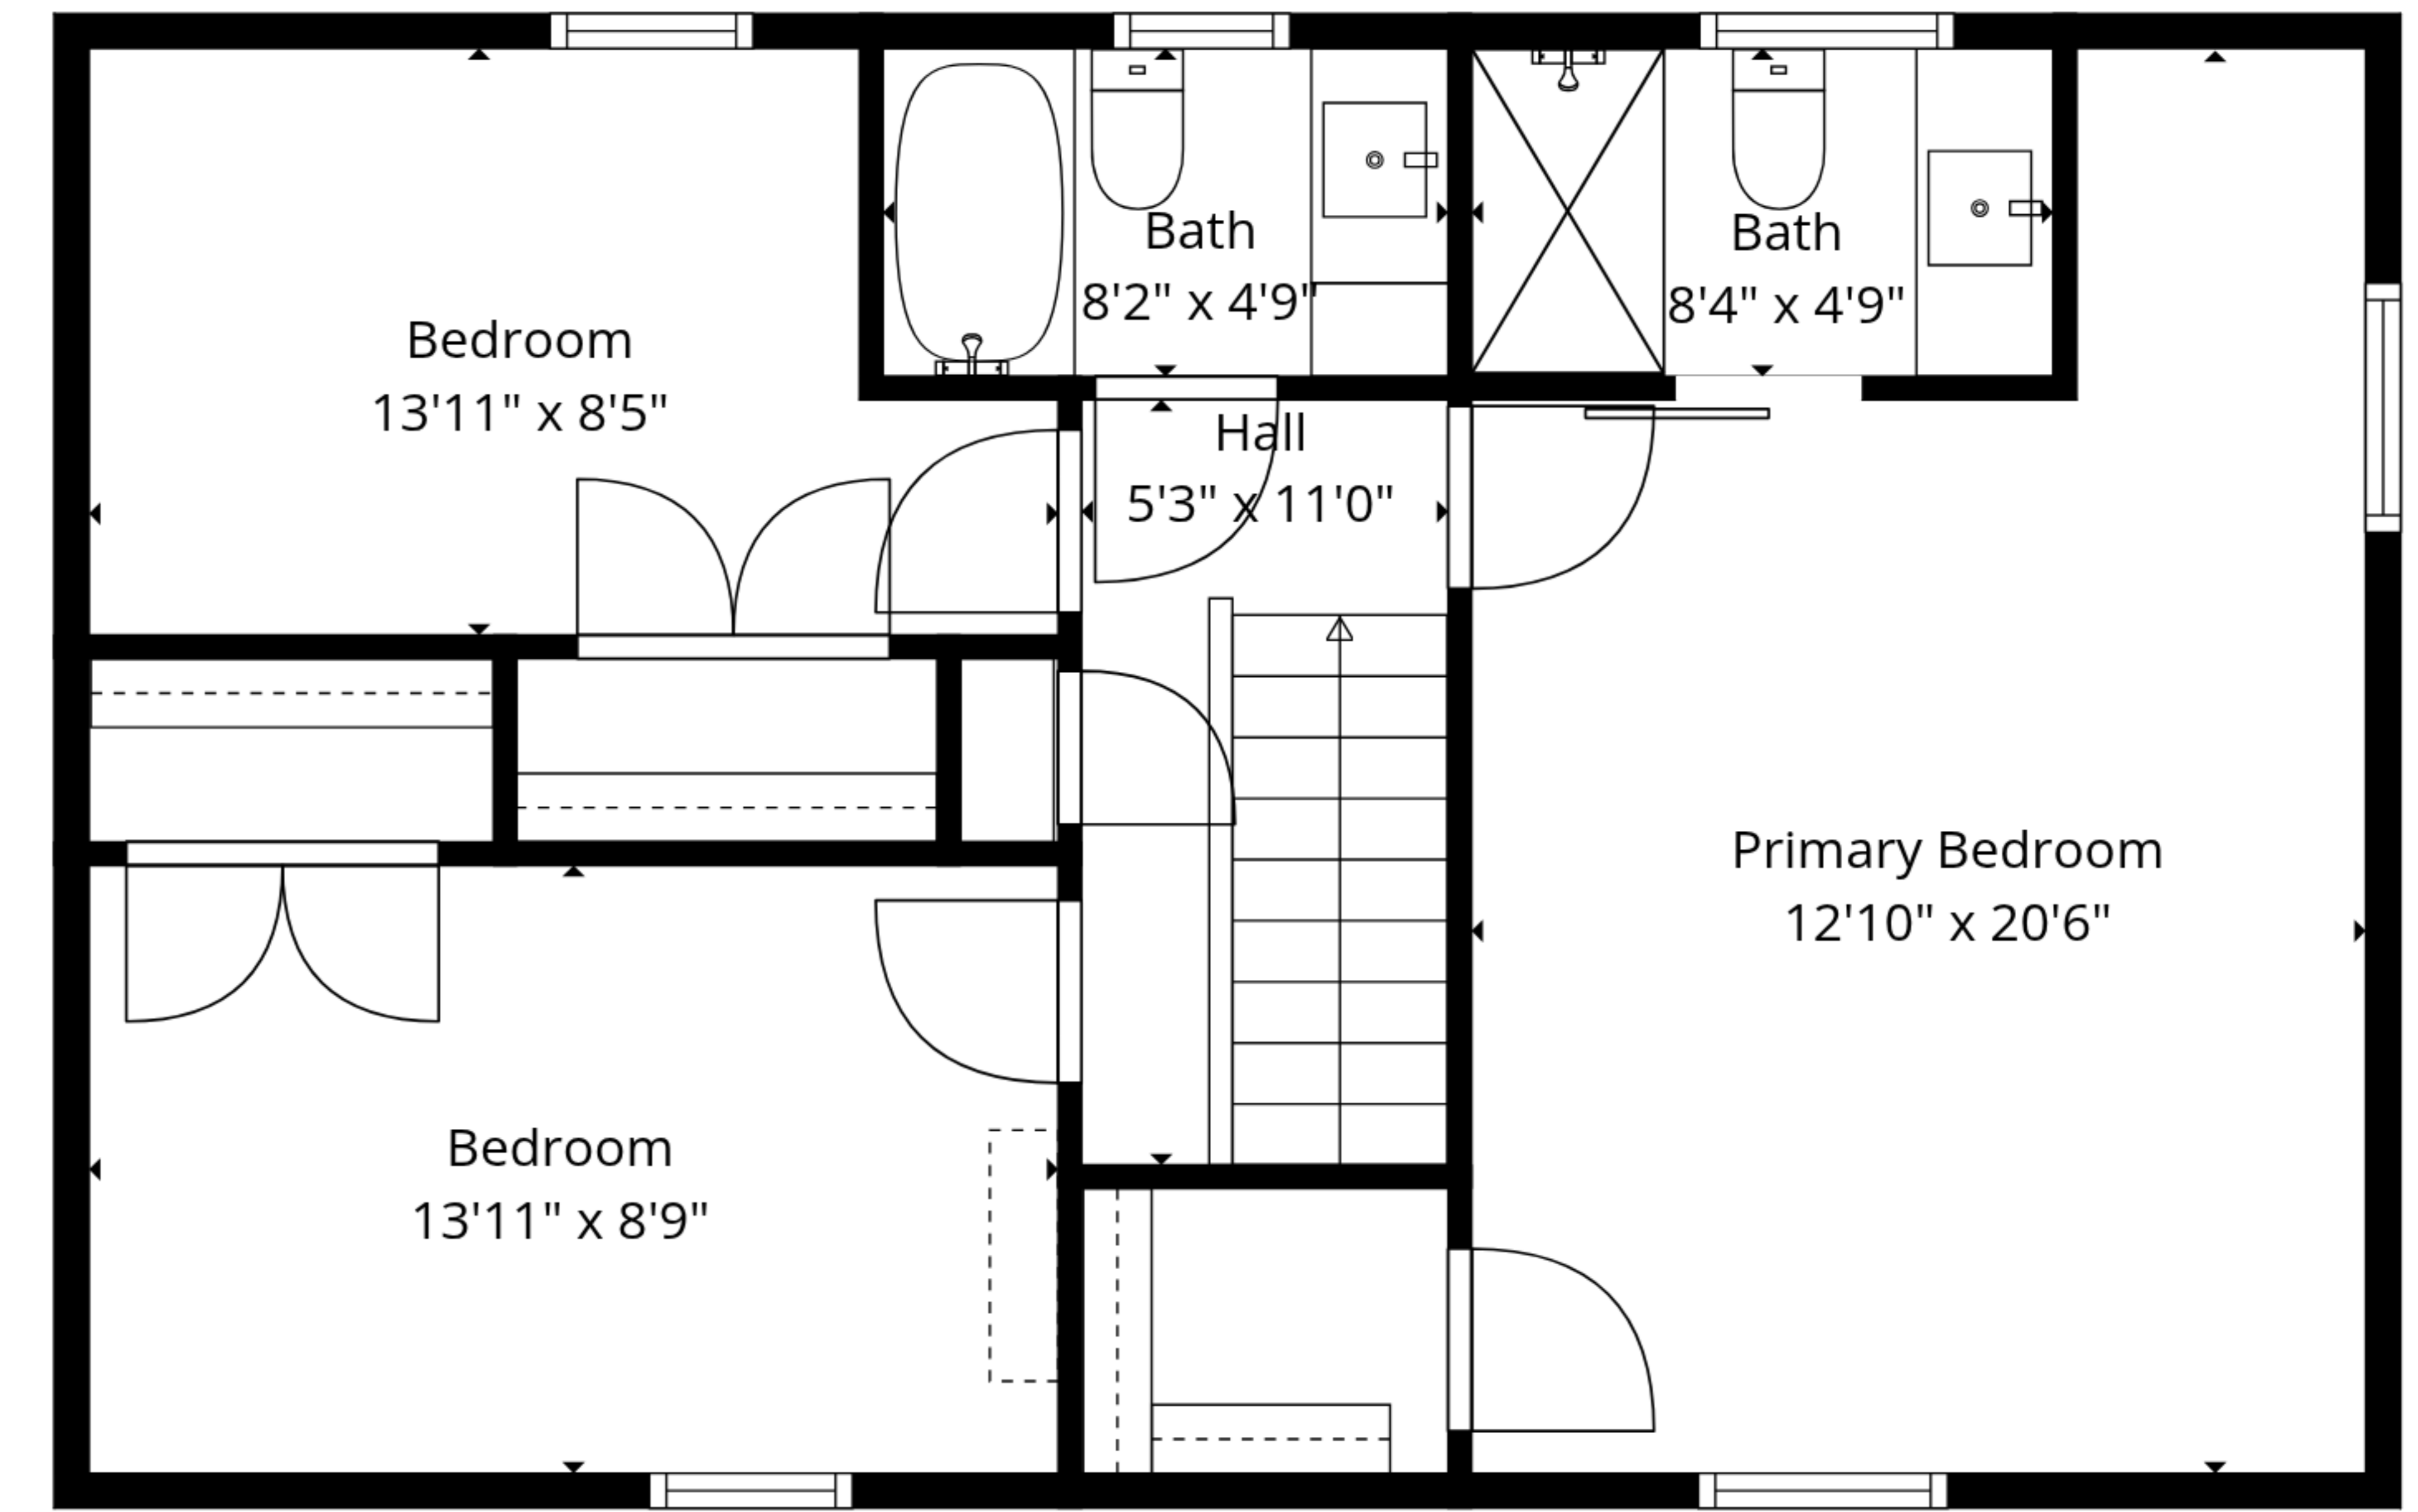 Bath
8'2" x 4'9"
Bath
8'4" x 4'9"
Bedroom
13'11" x 8'5"
Hall
5'3" x 11'0"
Primary Bedroom
12'10" x 20'6"
Bedroom
13'11" x 8'9"